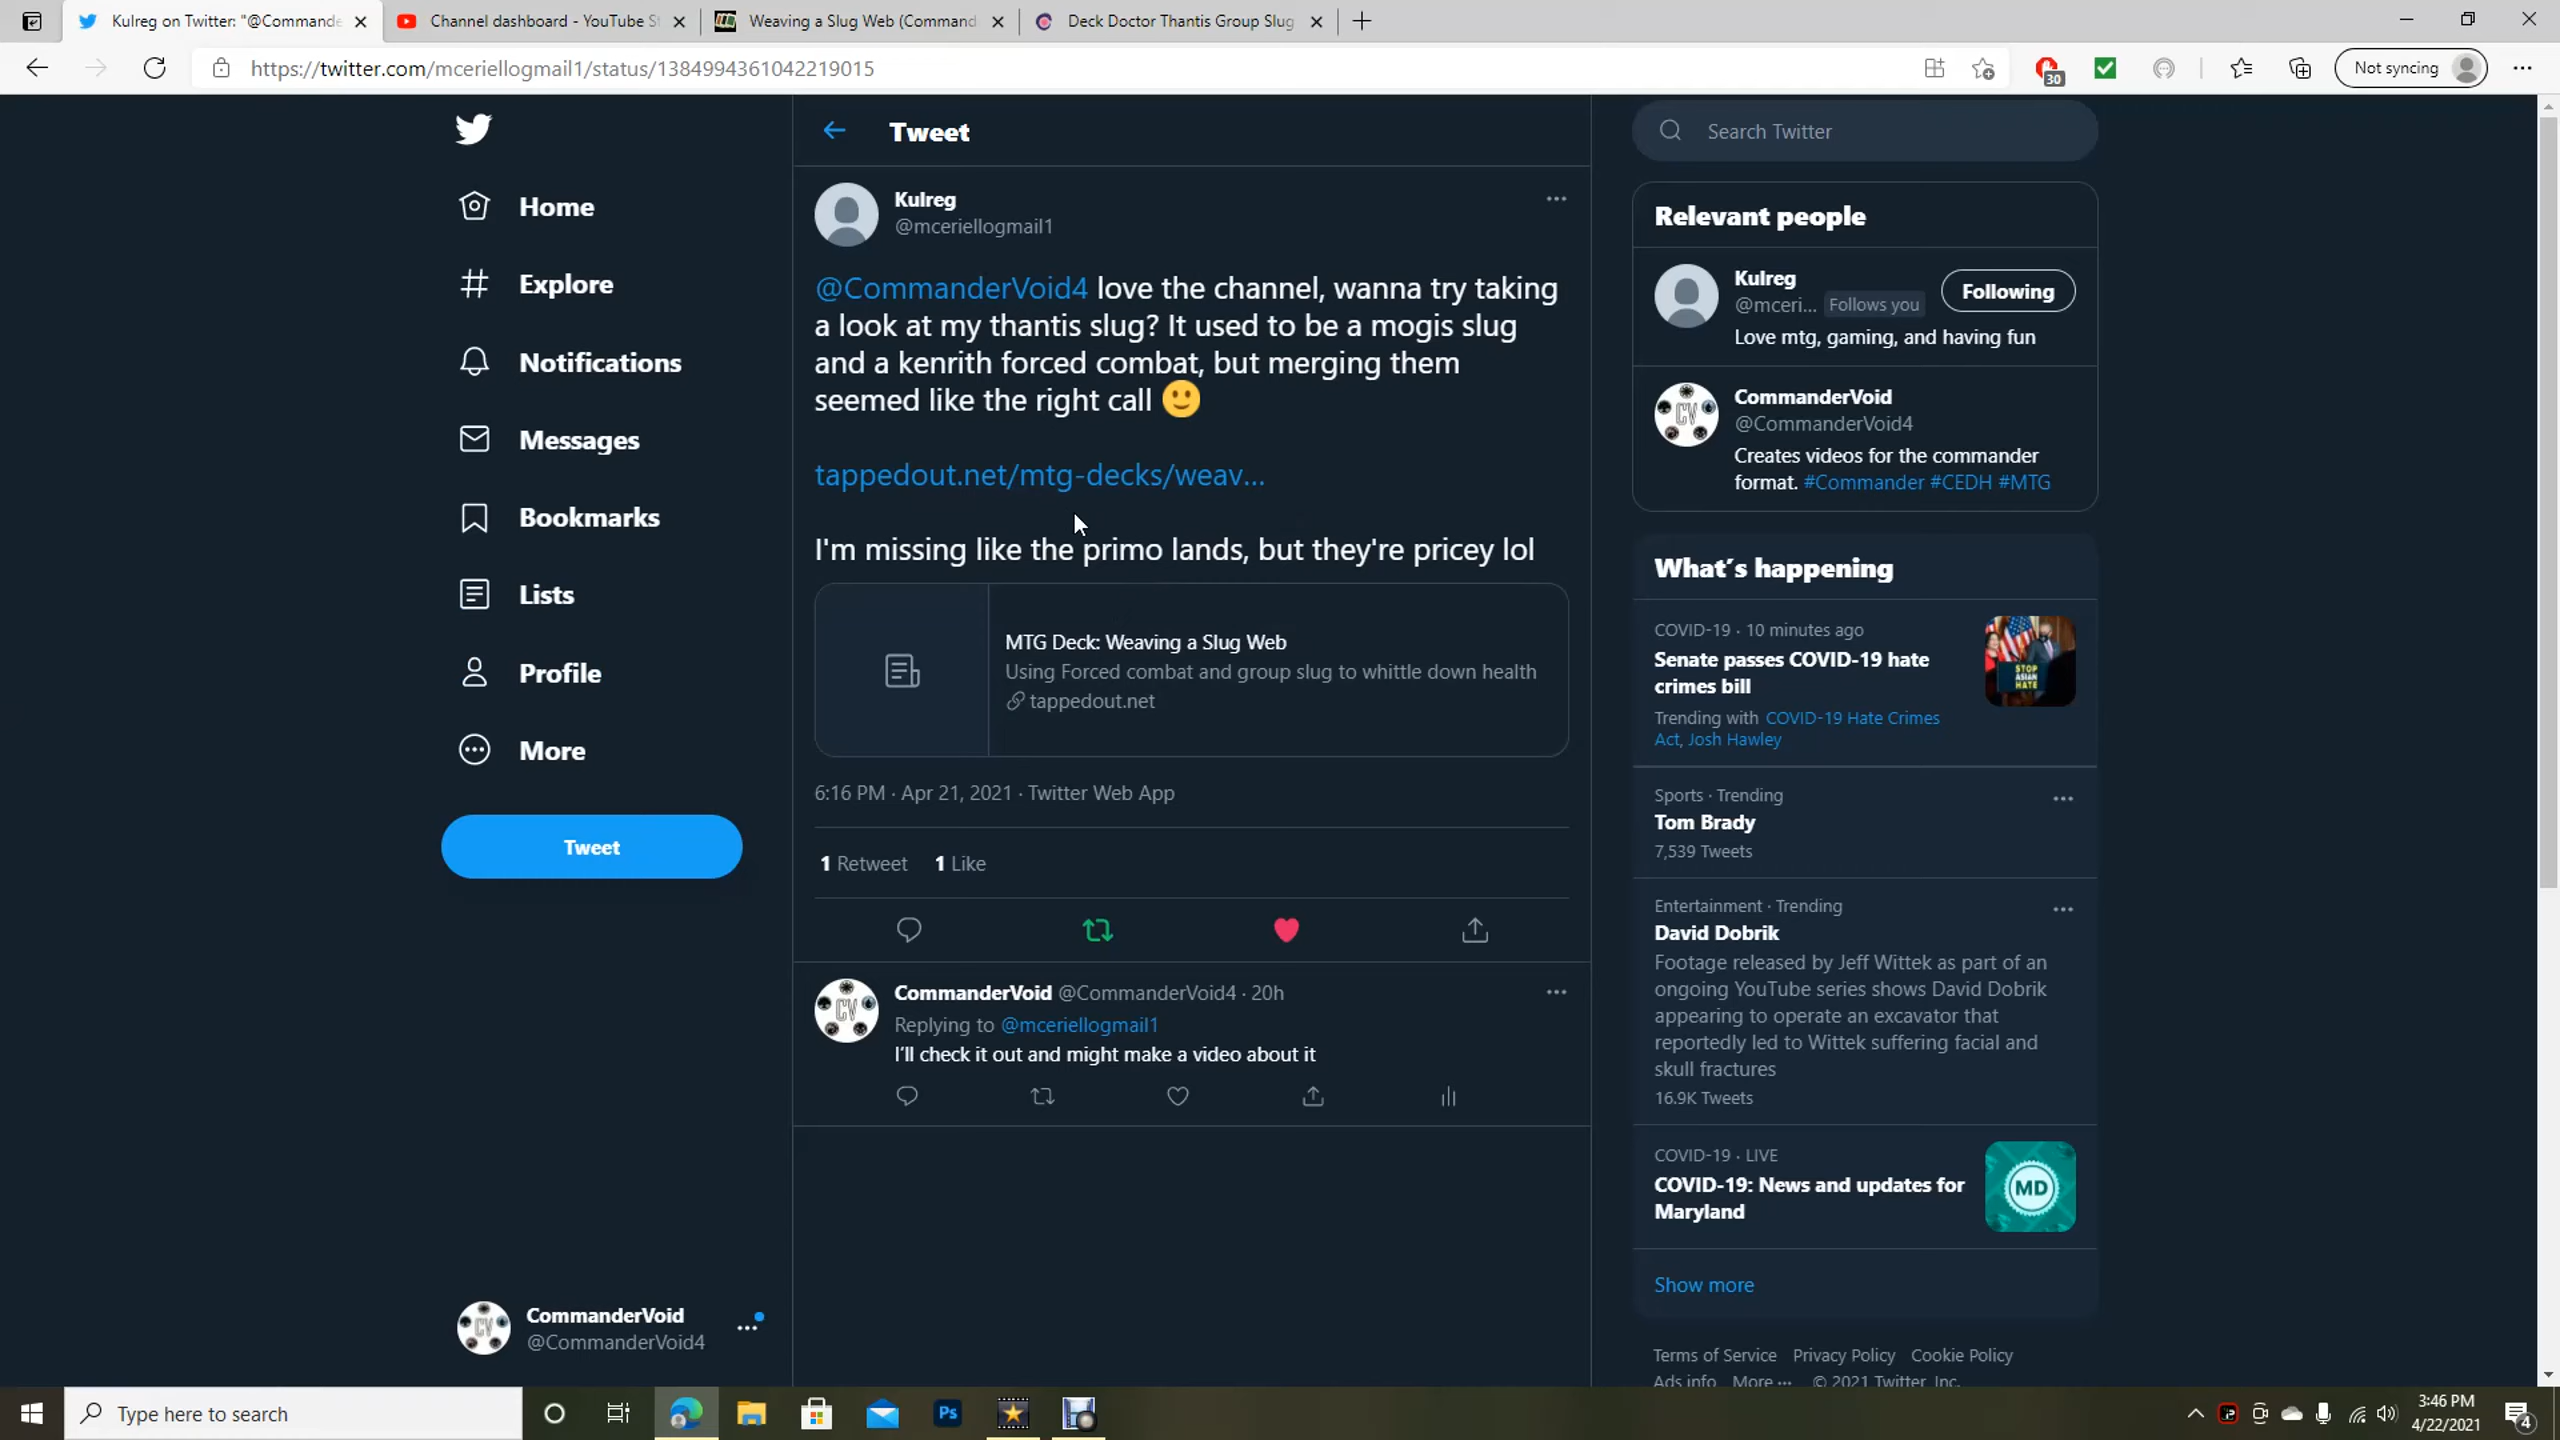 Kulreg on Twitter: "@Commande
Channel dashboard - YouTube St
Weaving a Slug Web (Command
Deck Doctor Thantis Group Slug
https://twitter.com/mceriellogmail1/status/1384994361042219015
30
Not syncing
Home
Explore
Notifications
Messages
Bookmarks
Lists
Profile
More
Tweet
CommanderVoid
@CommanderVoid4
Tweet
Kulreg
@mceriellogmail1
@CommanderVoid4 love the channel, wanna try taking
a look at my thantis slug? It used to be a mogis slug
and a kenrith forced combat, but merging them
seemed like the right call 🙂
tappedout.net/mtg-decks/weav...
I'm missing like the primo lands, but they're pricey lol
MTG Deck: Weaving a Slug Web
Using Forced combat and group slug to whittle down health
tappedout.net
6:16 PM · Apr 21, 2021 · Twitter Web App
1 Retweet 1 Like
CommanderVoid @CommanderVoid4 · 20h
Replying to @mceriellogmail1
I'll check it out and might make a video about it
Search Twitter
Relevant people
Kulreg
@mceri... Follows you
Following
Love mtg, gaming, and having fun
CommanderVoid
@CommanderVoid4
Creates videos for the commander
format. #Commander #CEDH #MTG
What's happening
COVID-19 · 10 minutes ago
Senate passes COVID-19 hate
crimes bill
Trending with COVID-19 Hate Crimes
Act, Josh Hawley
STOP
ASIAN
HATE
Sports · Trending
Tom Brady
7,539 Tweets
Entertainment · Trending
David Dobrik
Footage released by Jeff Wittek as part of an
ongoing YouTube series shows David Dobrik
appearing to operate an excavator that
reportedly led to Wittek suffering facial and
skull fractures
16.9K Tweets
COVID-19 · LIVE
COVID-19: News and updates for
Maryland
MD
Show more
Terms of Service Privacy Policy Cookie Policy
Ads info More ··· © 2021 Twitter, Inc.
Type here to search
Ps
3:46 PM
4/22/2021
4